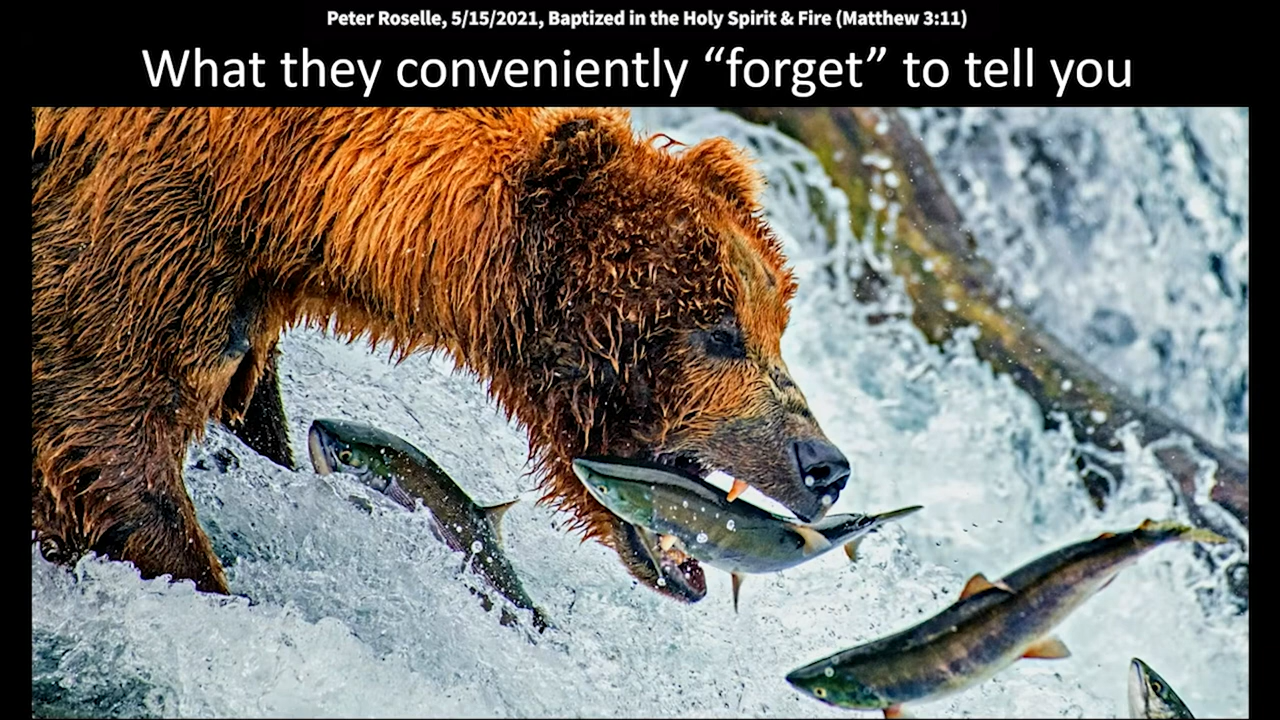 Peter Roselle, 5/15/2021, Baptized in the Holy Spirit & Fire (Matthew 3:11)
What they conveniently “forget” to tell you